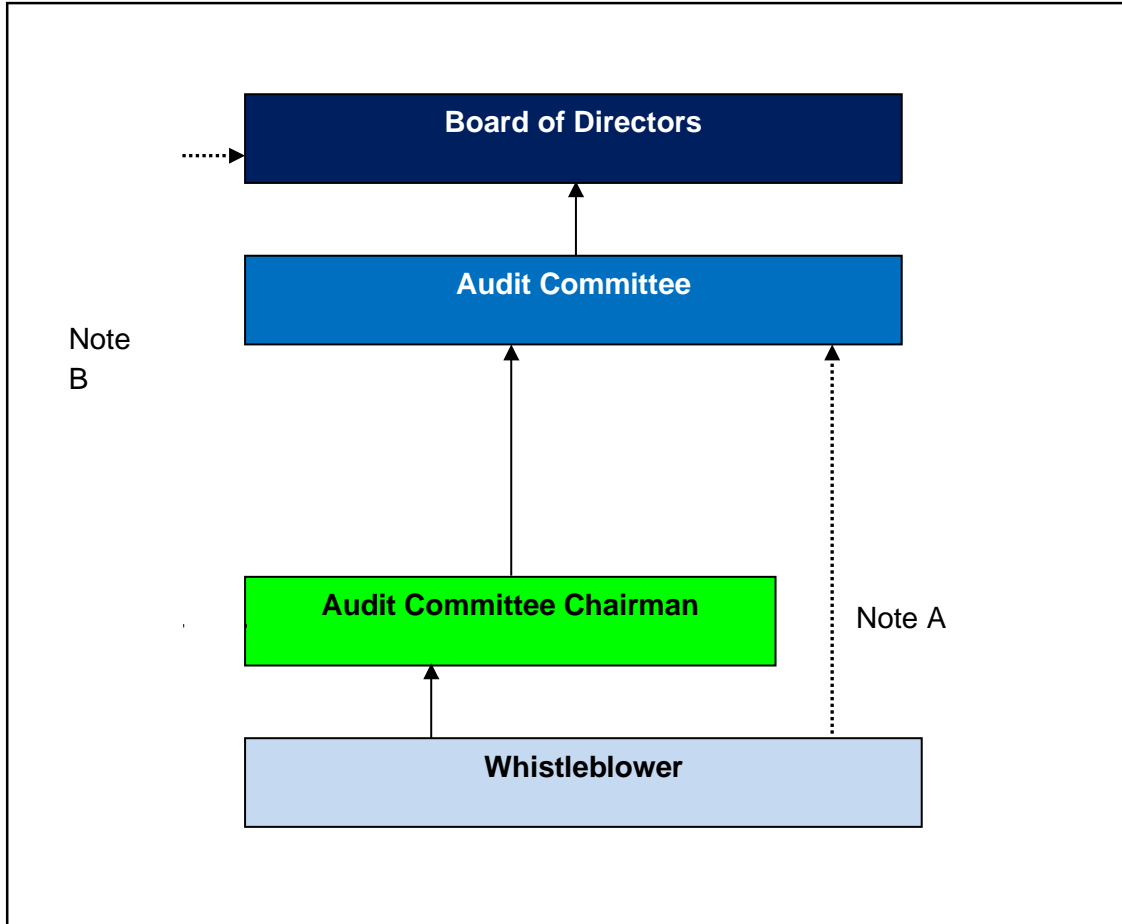 Board of Directors
Audit Committee
Note
B
Audit Committee Chairman
Note A
Whistleblower